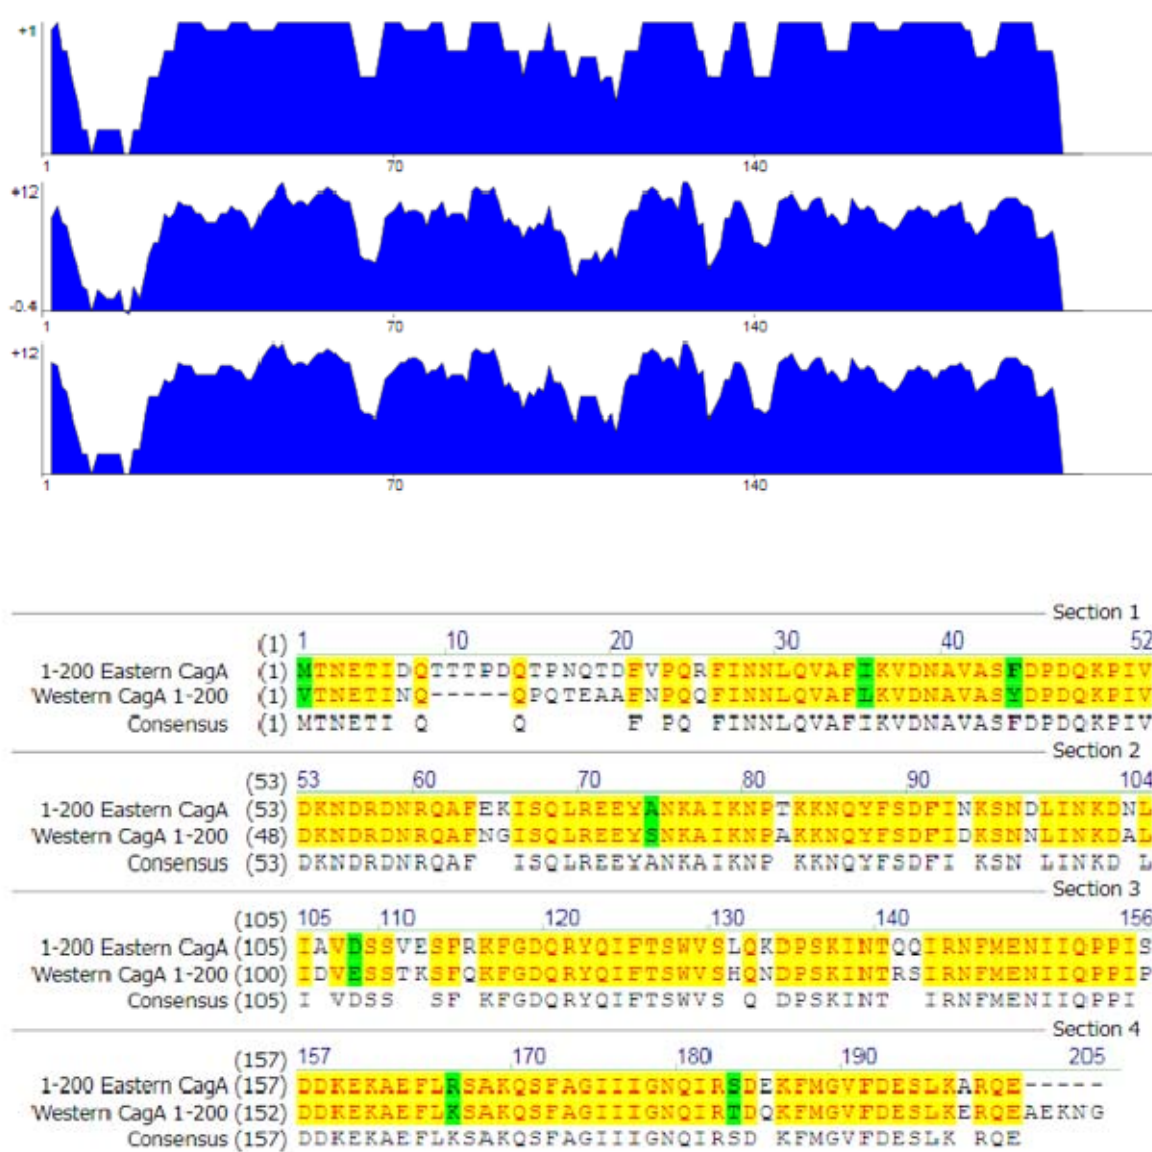 +1
1 70 140
+12
-0.4
1 70 140
+12
1 70 140
Section 1
(1) 1 10 20 30 40 52
1-200 Eastern CagA (1) MTNETIDQTTTPDQTPNQTDFVPQRFINNLQVAFIKVDNAVASFDPDQKPIV
Western CagA 1-200 (1) VTNETINQ-----QPQTEAAFNPQQFINNLQVAFLKVDNAVASYDPDQKPIV
Consensus (1) MTNETI Q Q F PQ FINNLQVAFIKVDNAVASFDPDQKPIV
Section 2
(53) 53 60 70 80 90 104
1-200 Eastern CagA (53) DKNDRDNRQAFEKISQLREEYANKAIKNPTKKNQYFSDFINKSNDLINKDNL
Western CagA 1-200 (48) DKNDRDNRQAFNGISQLREEYSNKAIKNPAKKNQYFSDFIDKSNNLINKDAL
Consensus (53) DKNDRDNRQAF ISQLREEYANKAIKNP KKNQYFSDFI KSN LINKD L
Section 3
(105) 105 110 120 130 140 156
1-200 Eastern CagA (105) IAVDSSVESFRKFGDQRYQIFTSWVSLQKDPSKINTQQIRNFMENIIQPPIS
Western CagA 1-200 (100) IDVESSTKSFQKFGDQRYQIFTSWVSHQNDPSKINTRSIRNFMENIIQPPIP
Consensus (105) I VDSS SF KFGDQRYQIFTSWVS Q DPSKINT IRNFMENIIQPPI
Section 4
(157) 157 170 180 190 205
1-200 Eastern CagA (157) DDKEKAEFLRSAKQSFAGIIIGNQIRSDEKFMGVFDESLKARQE-----
Western CagA 1-200 (152) DDKEKAEFLKSAKQSFAGIIIGNQIRTDQKFMGVFDESLKERQEAEKNG
Consensus (157) DDKEKAEFLKSAKQSFAGIIIGNQIRSD KFMGVFDESLK RQE